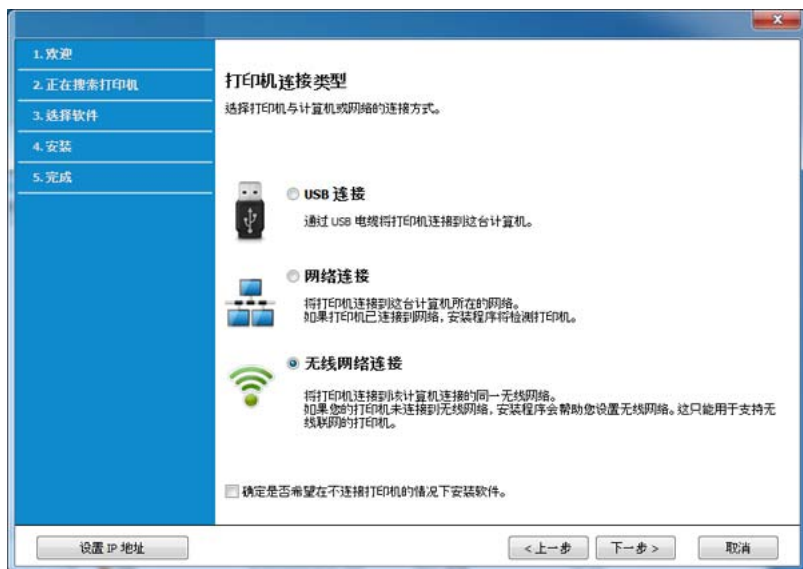 1. 欢迎
2. 正在搜索打印机
3. 选择软件
4. 安装
5. 完成
打印机连接类型
选择打印机与计算机或网络的连接方式。
USB 连接
通过 USB 电缆将打印机连接到这台计算机。
网络连接
将打印机连接到这台计算机所在的网络。
如果打印机已连接到网络，安装程序将检测打印机。
无线网络连接
将打印机连接到该计算机连接的同一无线网络。
如果您的打印机未连接到无线网络，安装程序会帮助您设置无线网络。这只能用于支持无
线联网的打印机。
确定是否希望在不连接打印机的情况下安装软件。
设置 IP 地址
< 上一步
下一步 >
取消